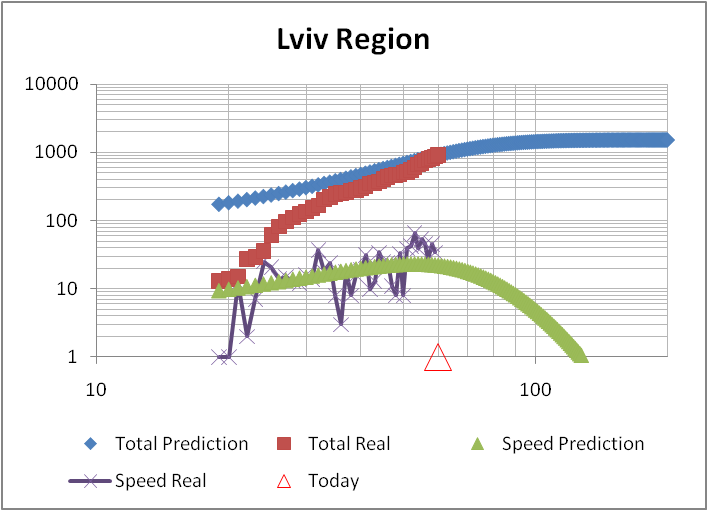 Lviv Region
10000
1000
100
10
1
10 100
Total Prediction Total Real Speed Prediction
Speed Real Today